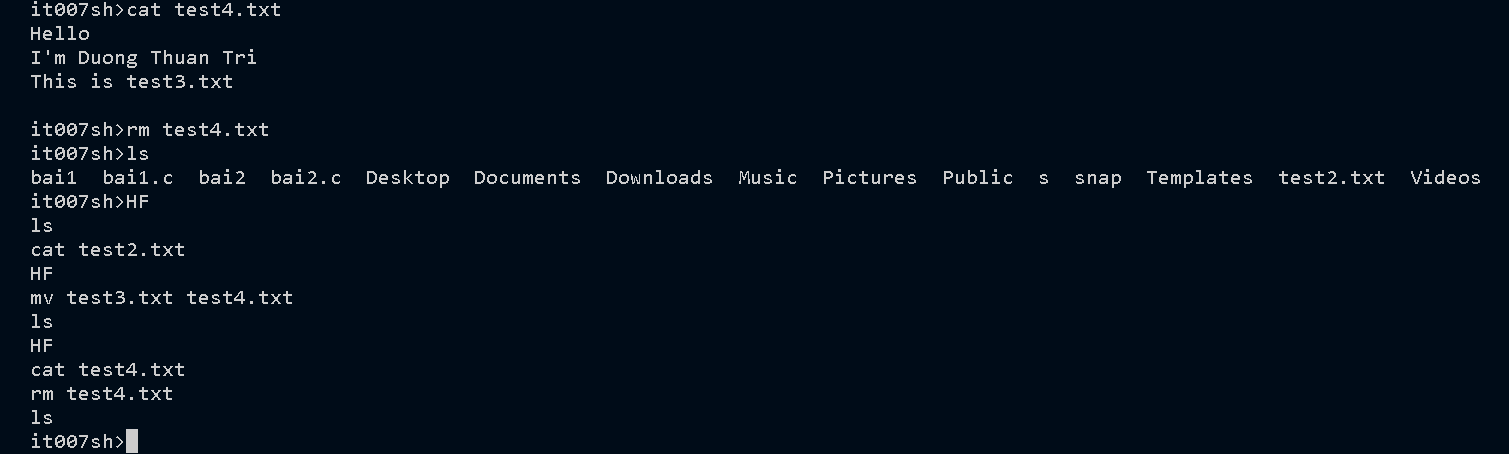 it007sh>cat test4.txt
Hello
I'm Duong Thuan Tri
This is test3.txt
it007sh>rm test4.txt
it007sh>ls
bai1  bai1.c  bai2  bai2.c  Desktop  Documents  Downloads  Music  Pictures  Public  s  snap  Templates  test2.txt  Videos
it007sh>HF
ls
cat test2.txt
HF
mv test3.txt test4.txt
ls
HF
cat test4.txt
rm test4.txt
ls
it007sh>